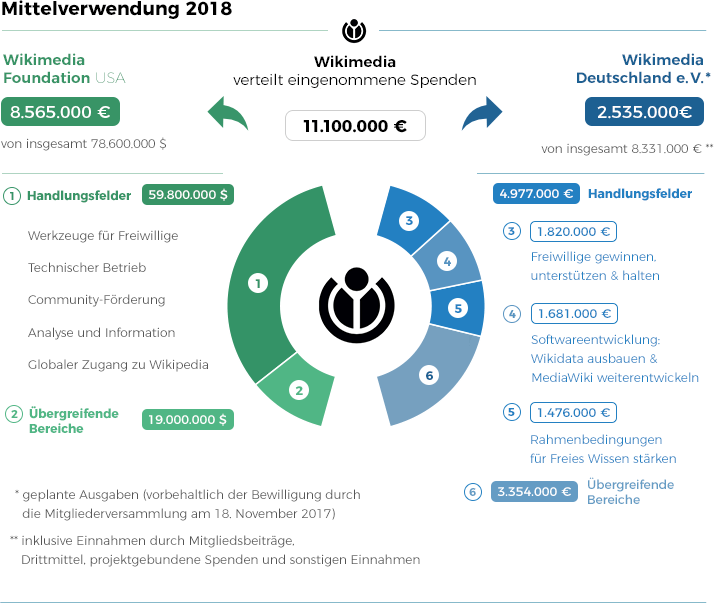 Mittelverwendung 2018
Wikimedia
verteilt eingenommene Spenden
11.100.000 €
Wikimedia
Foundation USA
8.565.000 €
von insgesamt 78.600.000 $
Wikimedia
Deutschland e.V.*
2.535.000€
von insgesamt 8.331.000 € **
1 Handlungsfelder 59.800.000 $
Werkzeuge für Freiwillige
Technischer Betrieb
Community-Förderung
Analyse und Information
Globaler Zugang zu Wikipedia
2 Übergreifende
Bereiche
19.000.000 $
1
2
3
4
5
6
4.977.000 € Handlungsfelder
3 1.820.000 €
Freiwillige gewinnen,
unterstützen & halten
4 1.681.000 €
Softwareentwicklung:
Wikidata ausbauen &
MediaWiki weiterentwickeln
5 1.476.000 €
Rahmenbedingungen
für Freies Wissen stärken
6 3.354.000 € Übergreifende
Bereiche
* geplante Ausgaben (vorbehaltlich der Bewilligung durch
die Mitgliederversammlung am 18. November 2017)
** inklusive Einnahmen durch Mitgliedsbeiträge,
Drittmittel, projektgebundene Spenden und sonstigen Einnahmen